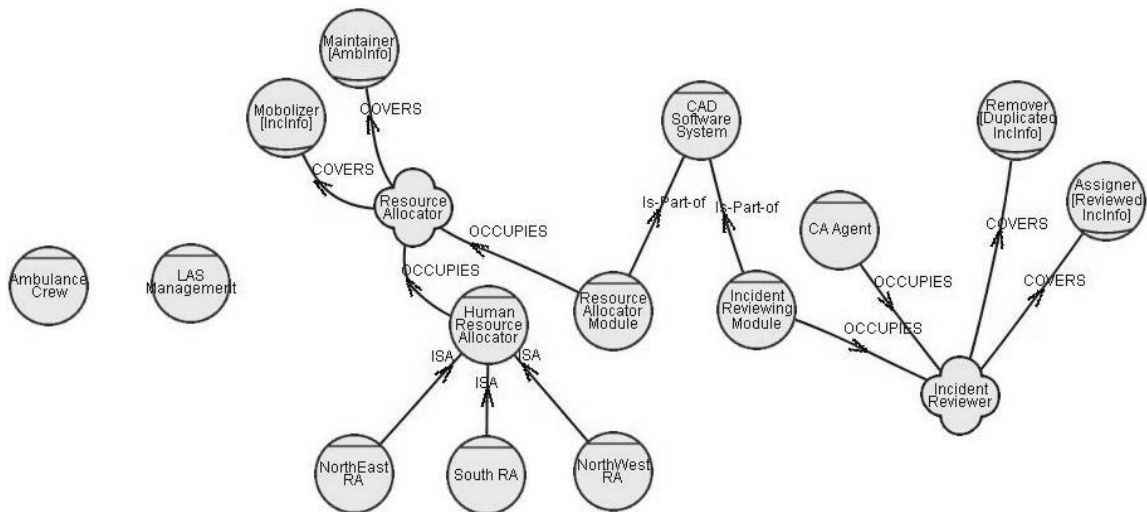 Maintainer
[AmbInfo]
Mobolizer
[IncInfo]
COVERS
COVERS
CAD
Software
System
Remover
[Duplicated
IncInfo]
Assigner
[Reviewed
IncInfo]
Resource
Allocator
Is-Part-of
Is-Part-of
CA Agent
COVERS
COVERS
OCCUPIES
OCCUPIES
OCCUPIES
OCCUPIES
Ambulance
Crew
LAS
Management
Human
Resource
Allocator
Resource
Allocator
Module
Incident
Reviewing
Module
ISA
ISA
ISA
Incident
Reviewer
NorthEast
RA
South RA
NorthWest
RA